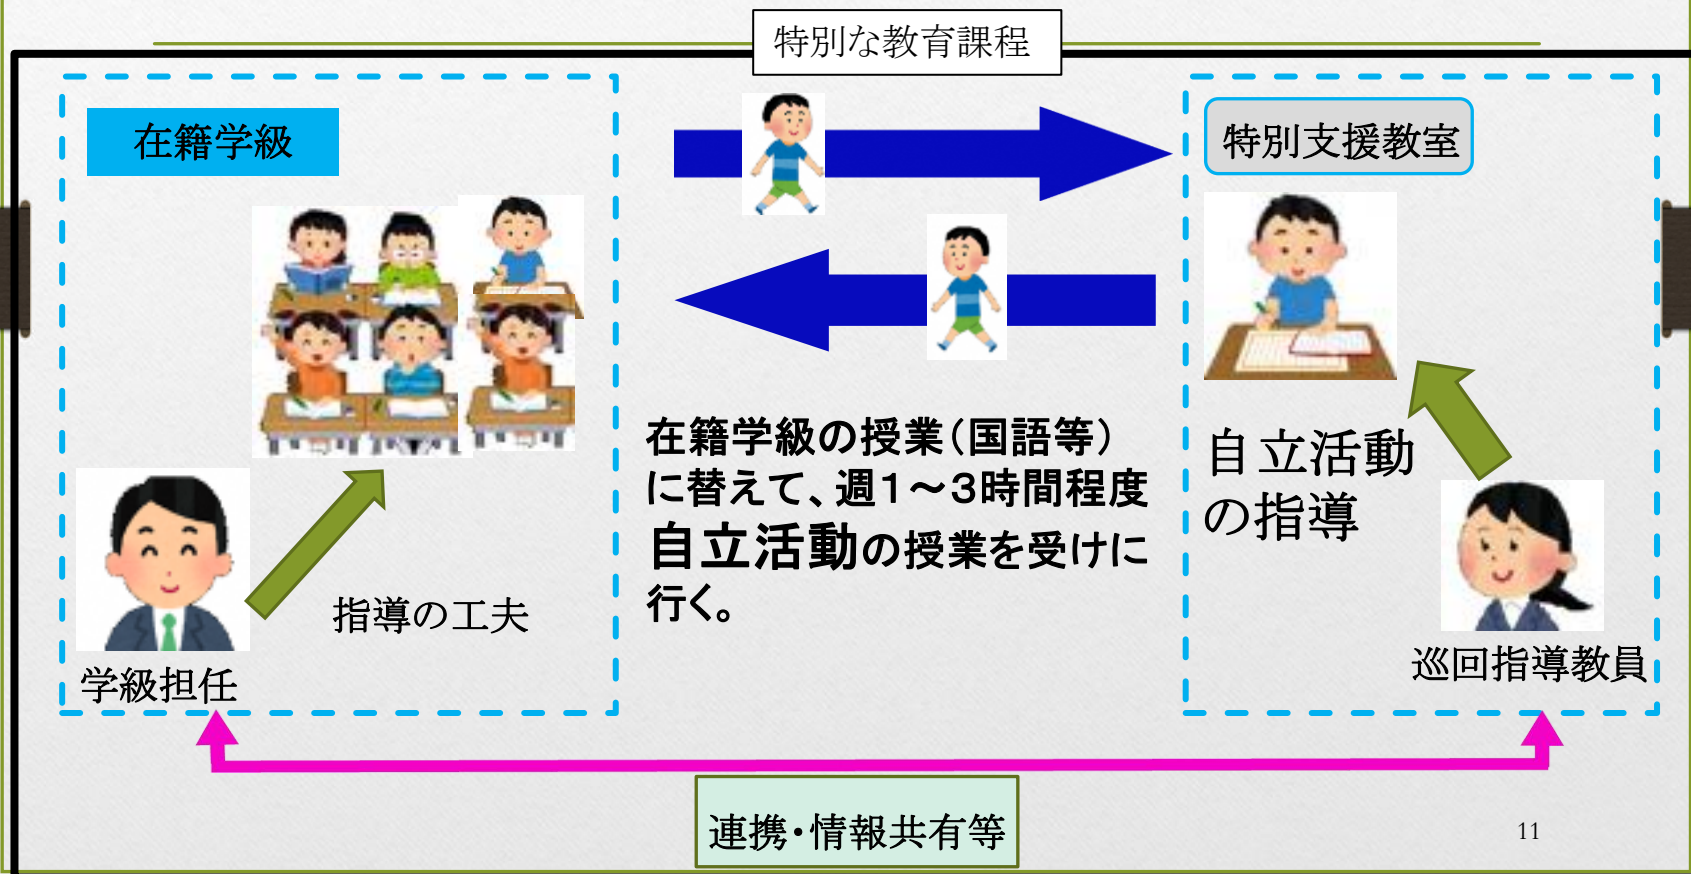 特別な教育課程
在籍学級
特別支援教室
在籍学級の授業(国語等)
に替えて、週1~3時間程度
自立活動の授業を受けに
行く。
自立活動
の指導
指導の工夫
学級担任
巡回指導教員
連携・情報共有等
11